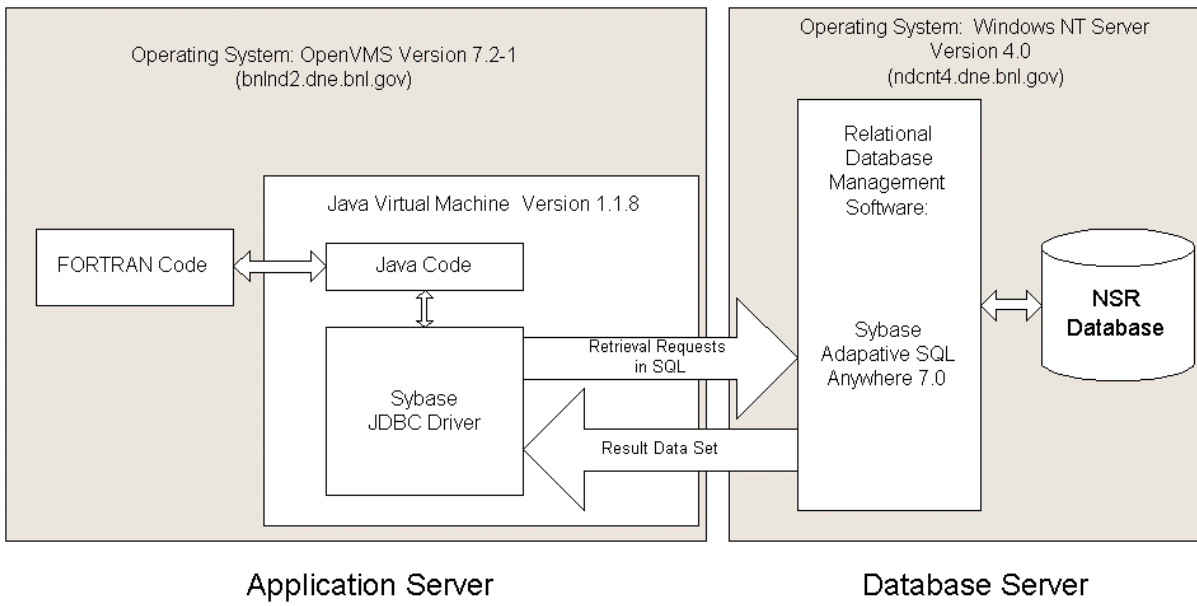 Operating System: OpenVMS Version 7.2-1
(bnlnd2.dne.bnl.gov)
Java Virtual Machine Version 1.1.8
FORTRAN Code
Java Code
Sybase
JDBC Driver
Retrieval Requests
in SQL
Result Data Set
Operating System: Windows NT Server
Version 4.0
(ndcnt4.dne.bnl.gov)
Relational
Database
Management
Software:
Sybase
Adapative SQL
Anywhere 7.0
NSR
Database
Application Server
Database Server